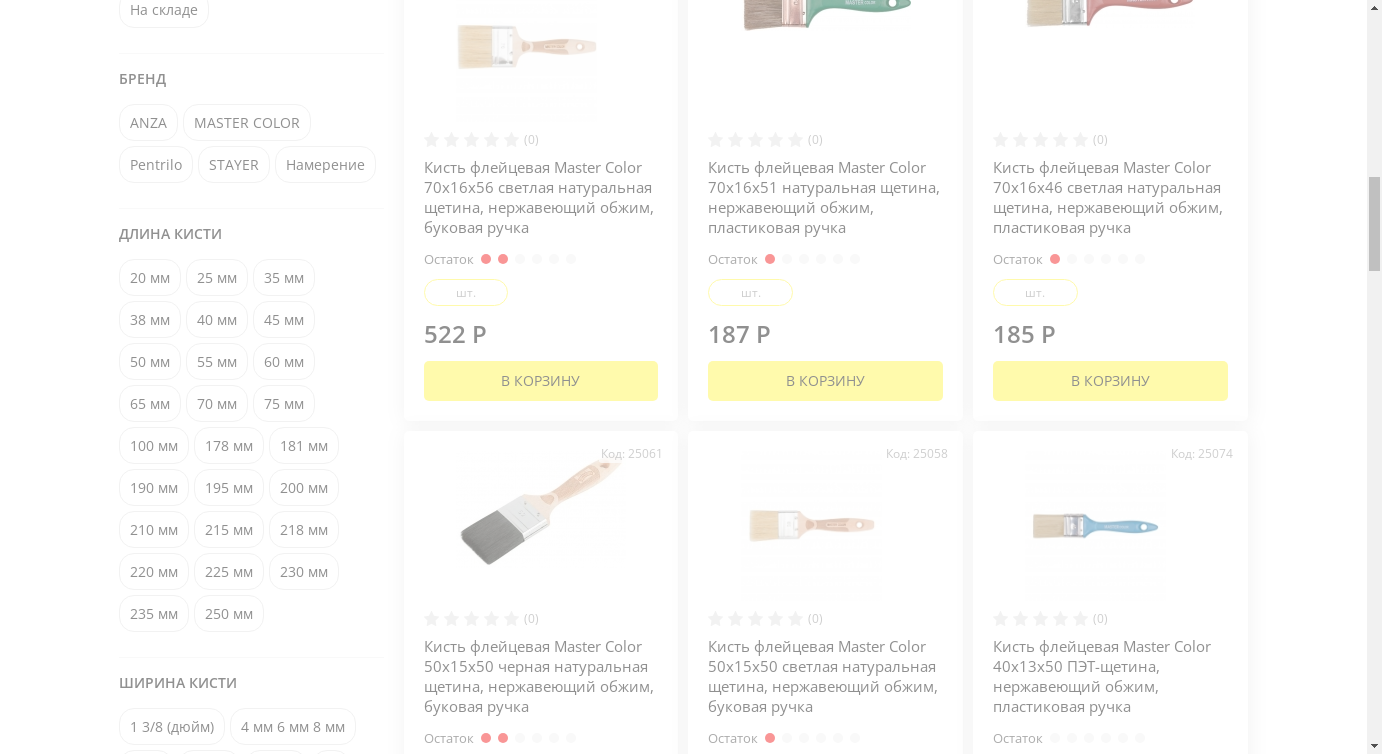 На складе
БРЕНД
ANZA
MASTER COLOR
Pentrilo
STAYER
Намерение
ДЛИНА КИСТИ
20 мм
25 мм
35 мм
38 мм
40 мм
45 мм
50 мм
55 мм
60 мм
65 мм
70 мм
75 мм
100 мм
178 мм
181 мм
190 мм
195 мм
200 мм
210 мм
215 мм
218 мм
220 мм
225 мм
230 мм
235 мм
250 мм
ШИРИНА КИСТИ
1 3/8 (дюйм)
4 мм 6 мм 8 мм
(0)
Кисть флейцевая Master Color
70х16х56 светлая натуральная
щетина, нержавеющий обжим,
буковая ручка
Остаток
шт.
522 Р
В КОРЗИНУ
(0)
Кисть флейцевая Master Color
70х16х51 натуральная щетина,
нержавеющий обжим,
пластиковая ручка
Остаток
шт.
187 Р
В КОРЗИНУ
(0)
Кисть флейцевая Master Color
70х16х46 светлая натуральная
щетина, нержавеющий обжим,
пластиковая ручка
Остаток
шт.
185 Р
В КОРЗИНУ
Код: 25061
(0)
Кисть флейцевая Master Color
50х15х50 черная натуральная
щетина, нержавеющий обжим,
буковая ручка
Остаток
Код: 25058
(0)
Кисть флейцевая Master Color
50х15х50 светлая натуральная
щетина, нержавеющий обжим,
буковая ручка
Остаток
Код: 25074
(0)
Кисть флейцевая Master Color
40х13х50 ПЭТ-щетина,
нержавеющий обжим,
пластиковая ручка
Остаток